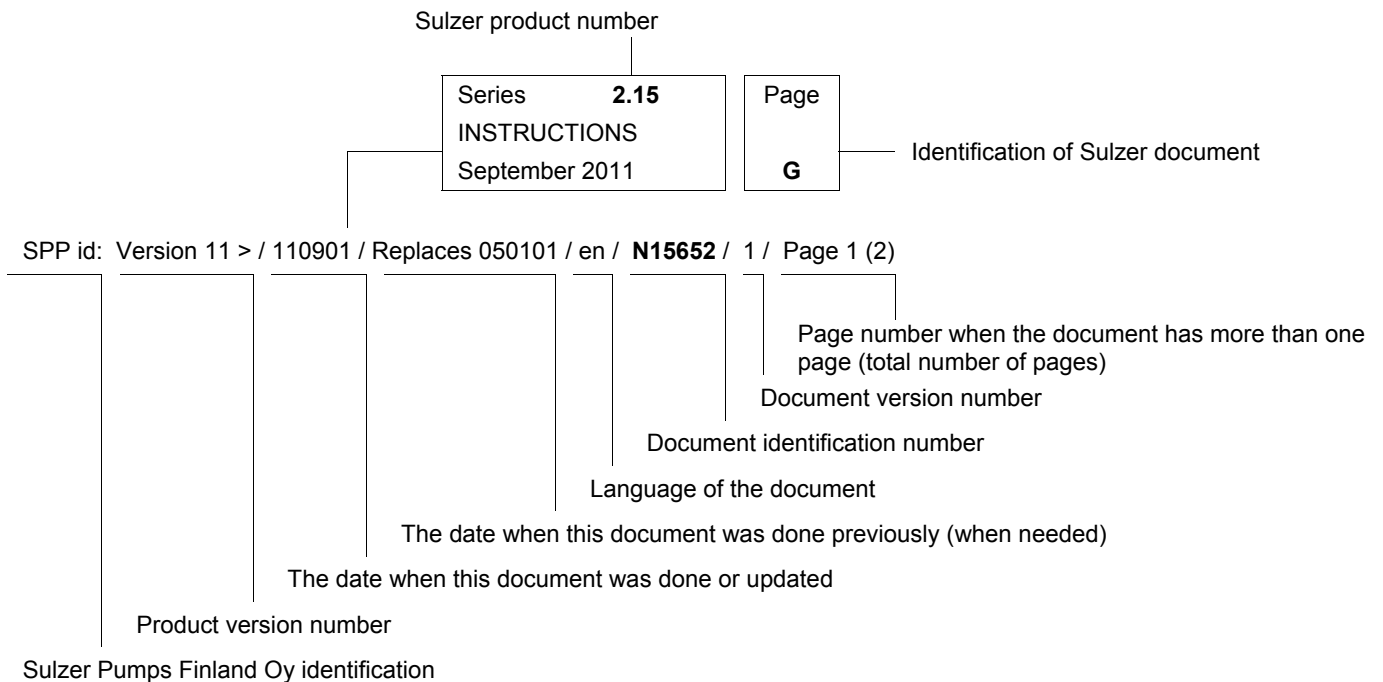 Sulzer product number
Series 2.15
INSTRUCTIONS
September 2011
Page
G
Identification of Sulzer document
SPP id: Version 11 > / 110901 / Replaces 050101 / en / N15652 / 1 / Page 1 (2)
Page number when the document has more than one
page (total number of pages)
Document version number
Document identification number
Language of the document
The date when this document was done previously (when needed)
The date when this document was done or updated
Product version number
Sulzer Pumps Finland Oy identification